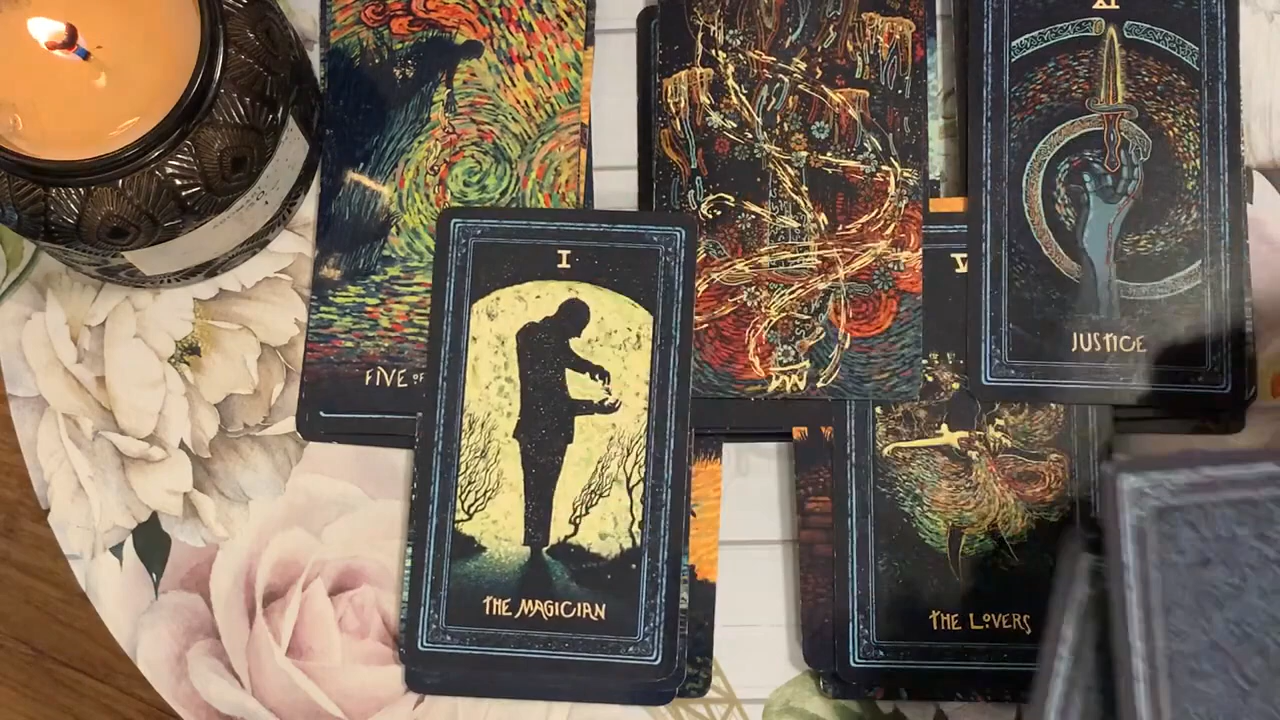 XI
JUSTICE
I
FIVE OF
V
THE MAGICIAN
THE LOVERS